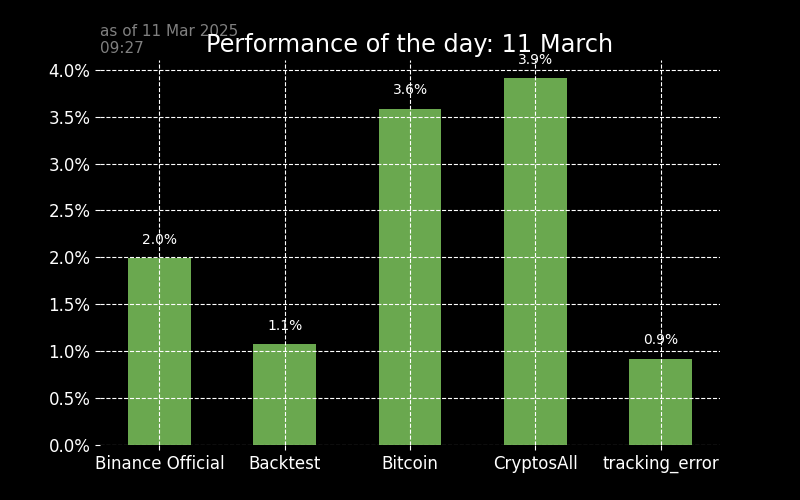 as of 11 Mar 2025
09:27
Performance of the day: 11 March
4.0%
3.5%
3.0%
2.5%
2.0%
1.5%
1.0%
0.5%
0.0%
2.0%
1.1%
3.6%
3.9%
0.9%
Binance Official
Backtest
Bitcoin
CryptosAll
tracking_error